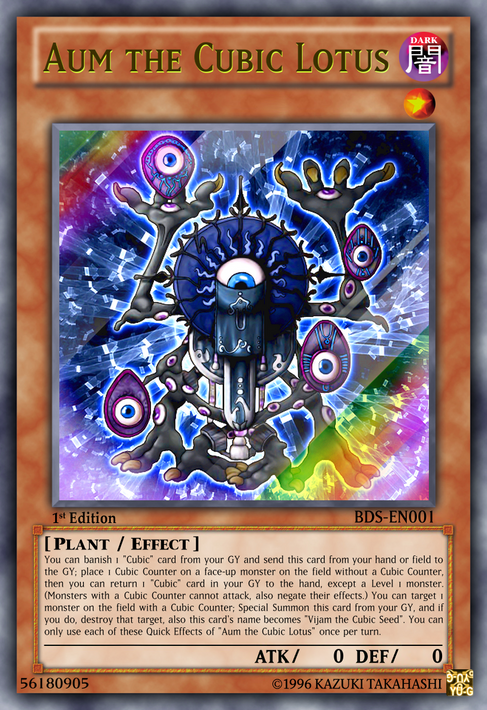 AUM THE CUBIC LOTUS
DARK
闇
1st Edition
BDS-EN001
[ PLANT / EFFECT ]
You can banish 1 "Cubic" card from your GY and send this card from your hand or field to
the GY; place 1 Cubic Counter on a face-up monster on the field without a Cubic Counter,
then you can return 1 "Cubic" card in your GY to the hand, except a Level 1 monster.
(Monsters with a Cubic Counter cannot attack, also negate their effects.) You can target 1
monster on the field with a Cubic Counter; Special Summon this card from your GY, and if
you do, destroy that target, also this card's name becomes "Vijam the Cubic Seed". You can
only use each of these Quick Effects of "Aum the Cubic Lotus" once per turn.
ATK/ 0 DEF/ 0
56180905
©1996 KAZUKI TAKAHASHI